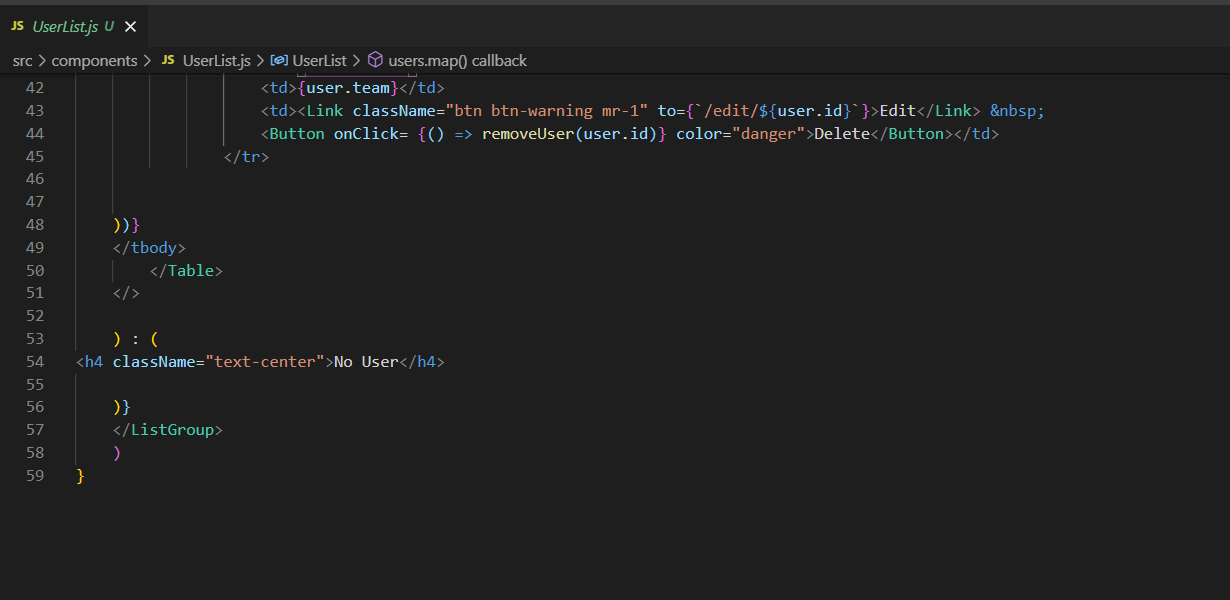 JS UserList.js U ×
src > components > JS UserList.js > UserList > users.map() callback
42 <td>{user.team}</td>
43 <td><Link className="btn btn-warning mr-1" to={`/edit/${user.id}`}>Edit</Link> &nbsp;
44 <Button onClick= {() => removeUser(user.id)} color="danger">Delete</Button></td>
45 </tr>
46
47
48 ))}
49 </tbody>
50 </Table>
51 </>
52
53 ) : (
54 <h4 className="text-center">No User</h4>
55
56 )}
57 </ListGroup>
58 )
59 }